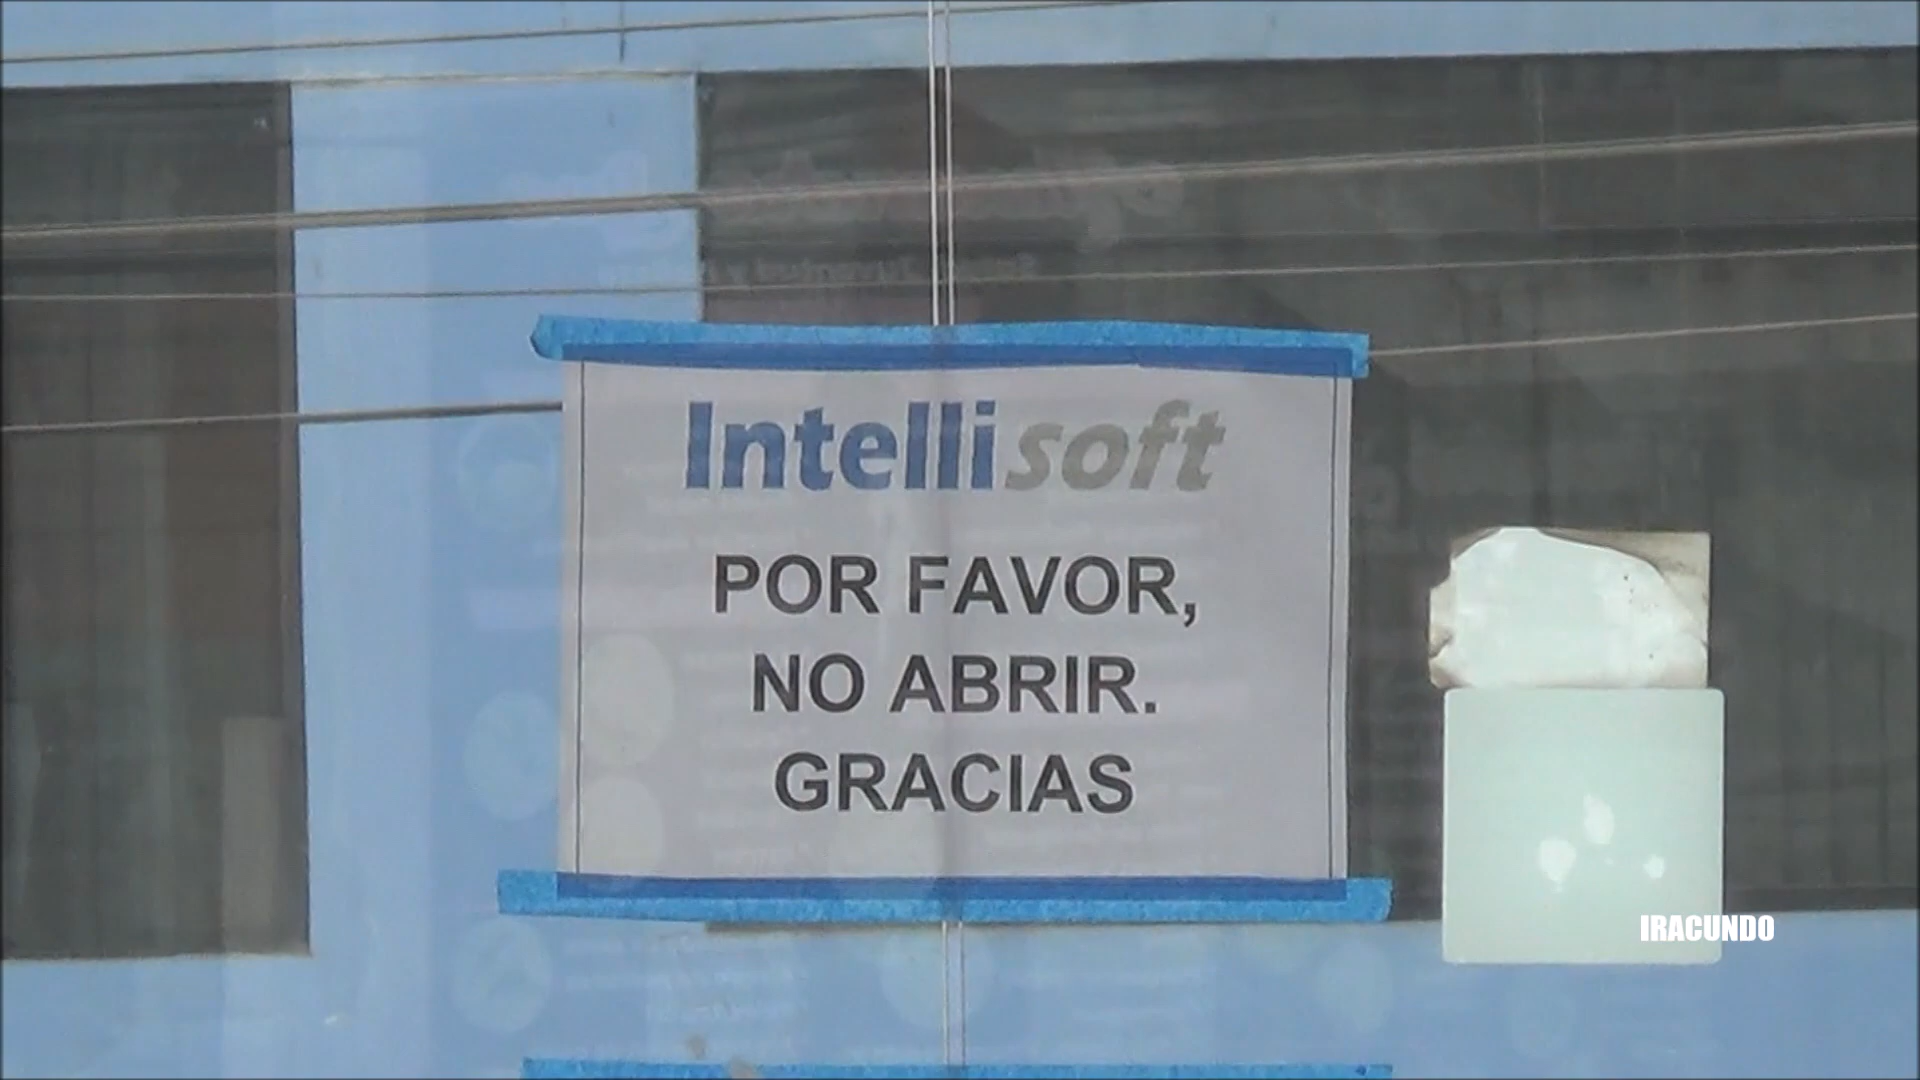 Intellisoft
POR FAVOR,
NO ABRIR.
GRACIAS
IRACUNDO